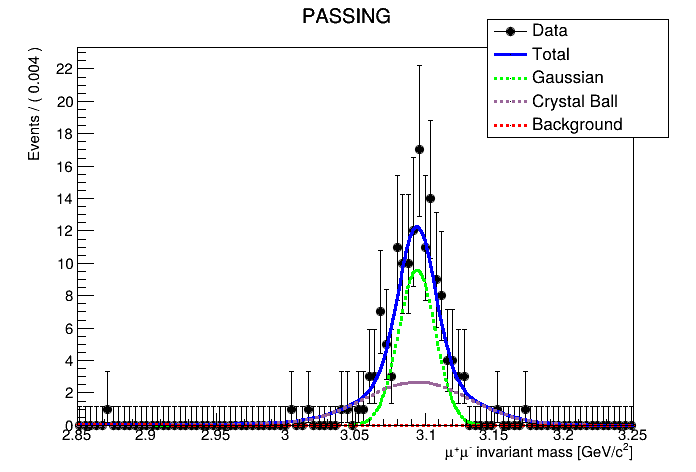 PASSING
Data
Total
Gaussian
Crystal Ball
Background
Events / ( 0.004 )
22
20
18
16
14
12
10
8
6
4
2
0
2.85 2.9 2.95 3 3.05 3.1 3.15 3.2 3.25
μ⁺μ⁻ invariant mass [GeV/c²]